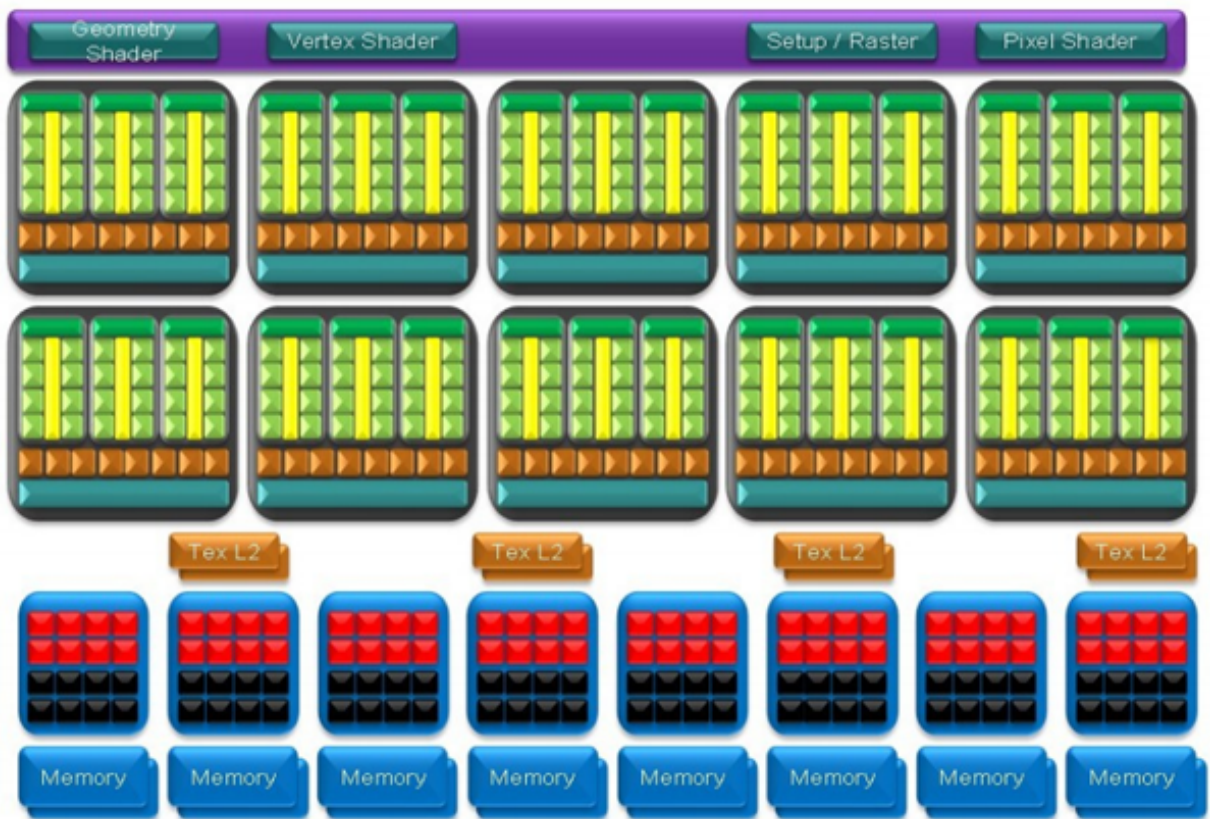 Geometry
Shader
Vertex Shader
Setup / Raster
Pixel Shader
Tex L2
Tex L2
Tex L2
Tex L2
Memory
Memory
Memory
Memory
Memory
Memory
Memory
Memory